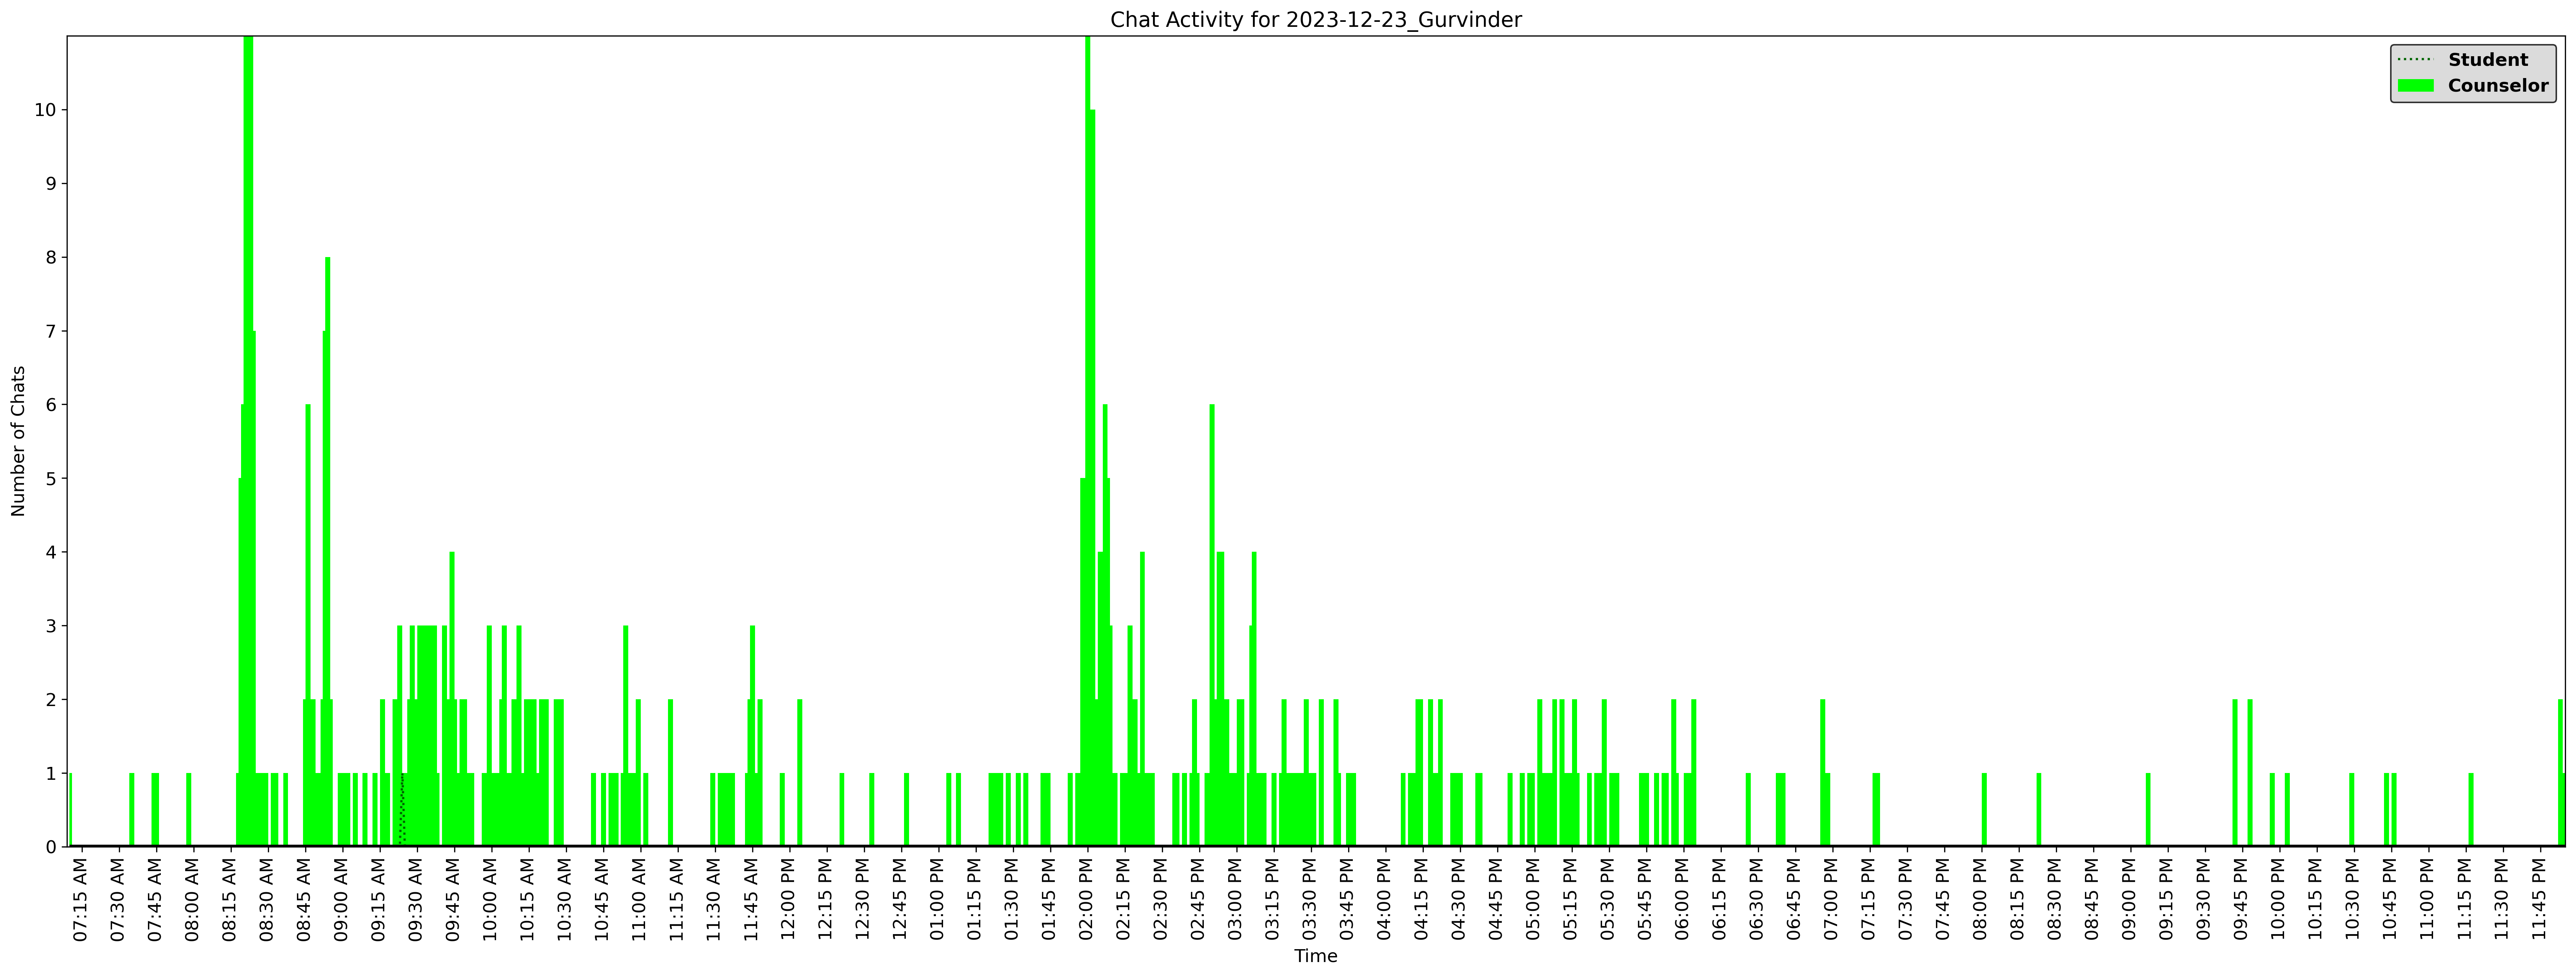 Chat Activity for 2023-12-23_Gurvinder
Student
Counselor
Number of Chats
10
9
8
7
6
5
4
3
2
1
0
07:15 AM
07:30 AM
07:45 AM
08:00 AM
08:15 AM
08:30 AM
08:45 AM
09:00 AM
09:15 AM
09:30 AM
09:45 AM
10:00 AM
10:15 AM
10:30 AM
10:45 AM
11:00 AM
11:15 AM
11:30 AM
11:45 AM
12:00 PM
12:15 PM
12:30 PM
12:45 PM
01:00 PM
01:15 PM
01:30 PM
01:45 PM
02:00 PM
02:15 PM
02:30 PM
02:45 PM
03:00 PM
03:15 PM
03:30 PM
03:45 PM
04:00 PM
04:15 PM
04:30 PM
04:45 PM
05:00 PM
05:15 PM
05:30 PM
05:45 PM
06:00 PM
06:15 PM
06:30 PM
06:45 PM
07:00 PM
07:15 PM
07:30 PM
07:45 PM
08:00 PM
08:15 PM
08:30 PM
08:45 PM
09:00 PM
09:15 PM
09:30 PM
09:45 PM
10:00 PM
10:15 PM
10:30 PM
10:45 PM
11:00 PM
11:15 PM
11:30 PM
11:45 PM
Time